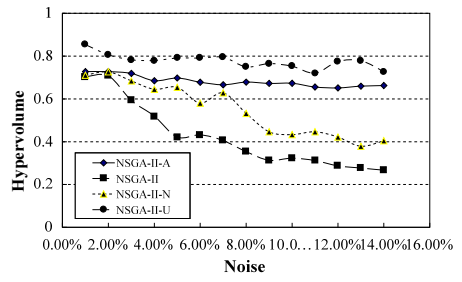 1
0.8
0.6
0.4
0.2
0
Hypervolume
NSGA-II-A
NSGA-II
NSGA-II-N
NSGA-II-U
0.00% 2.00% 4.00% 6.00% 8.00% 10.0… 12.00% 14.00% 16.00%
Noise